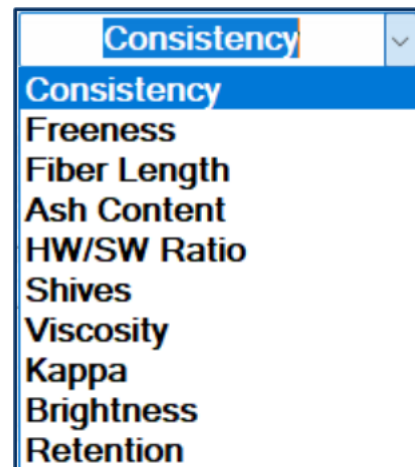 Consistency
Consistency
Freeness
Fiber Length
Ash Content
HW/SW Ratio
Shives
Viscosity
Kappa
Brightness
Retention